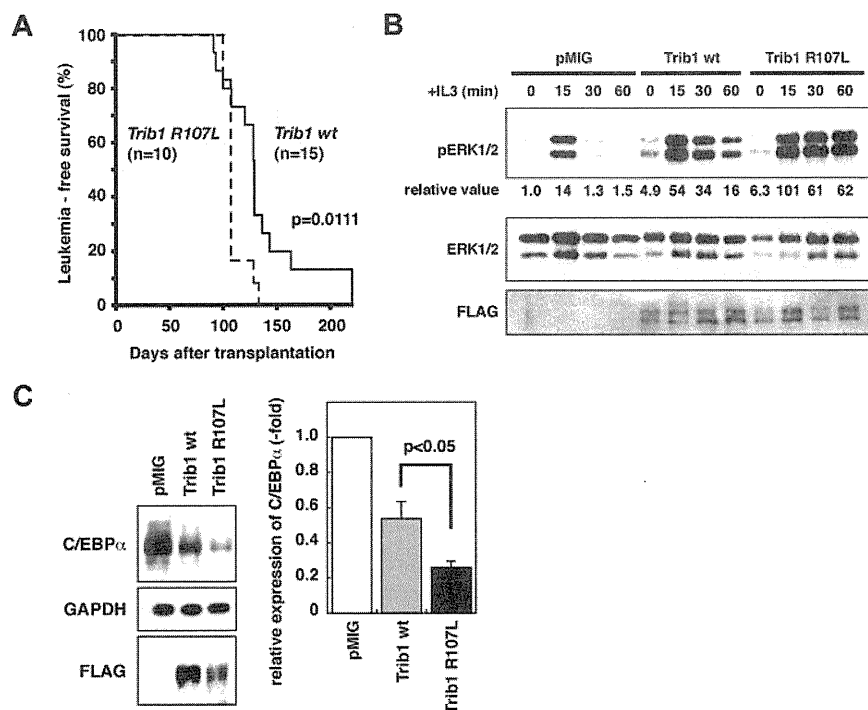 A
Leukemia - free survival (%)
100
80
60
40
20
0
Trib1 R107L
(n=10)
Trib1 wt
(n=15)
p=0.0111
0 50 100 150 200
Days after transplantation
B
pMIG Trib1 wt Trib1 R107L
+IL3 (min) 0 15 30 60 0 15 30 60 0 15 30 60
pERK1/2
relative value 1.0 14 1.3 1.5 4.9 54 34 16 6.3 101 61 62
ERK1/2
FLAG
C
pMIG Trib1 wt Trib1 R107L
C/EBPα
GAPDH
FLAG
relative expression of C/EBPα (-fold)
1.0
0.8
0.6
0.4
0.2
0
p<0.05
pMIG Trib1 wt Trib1 R107L